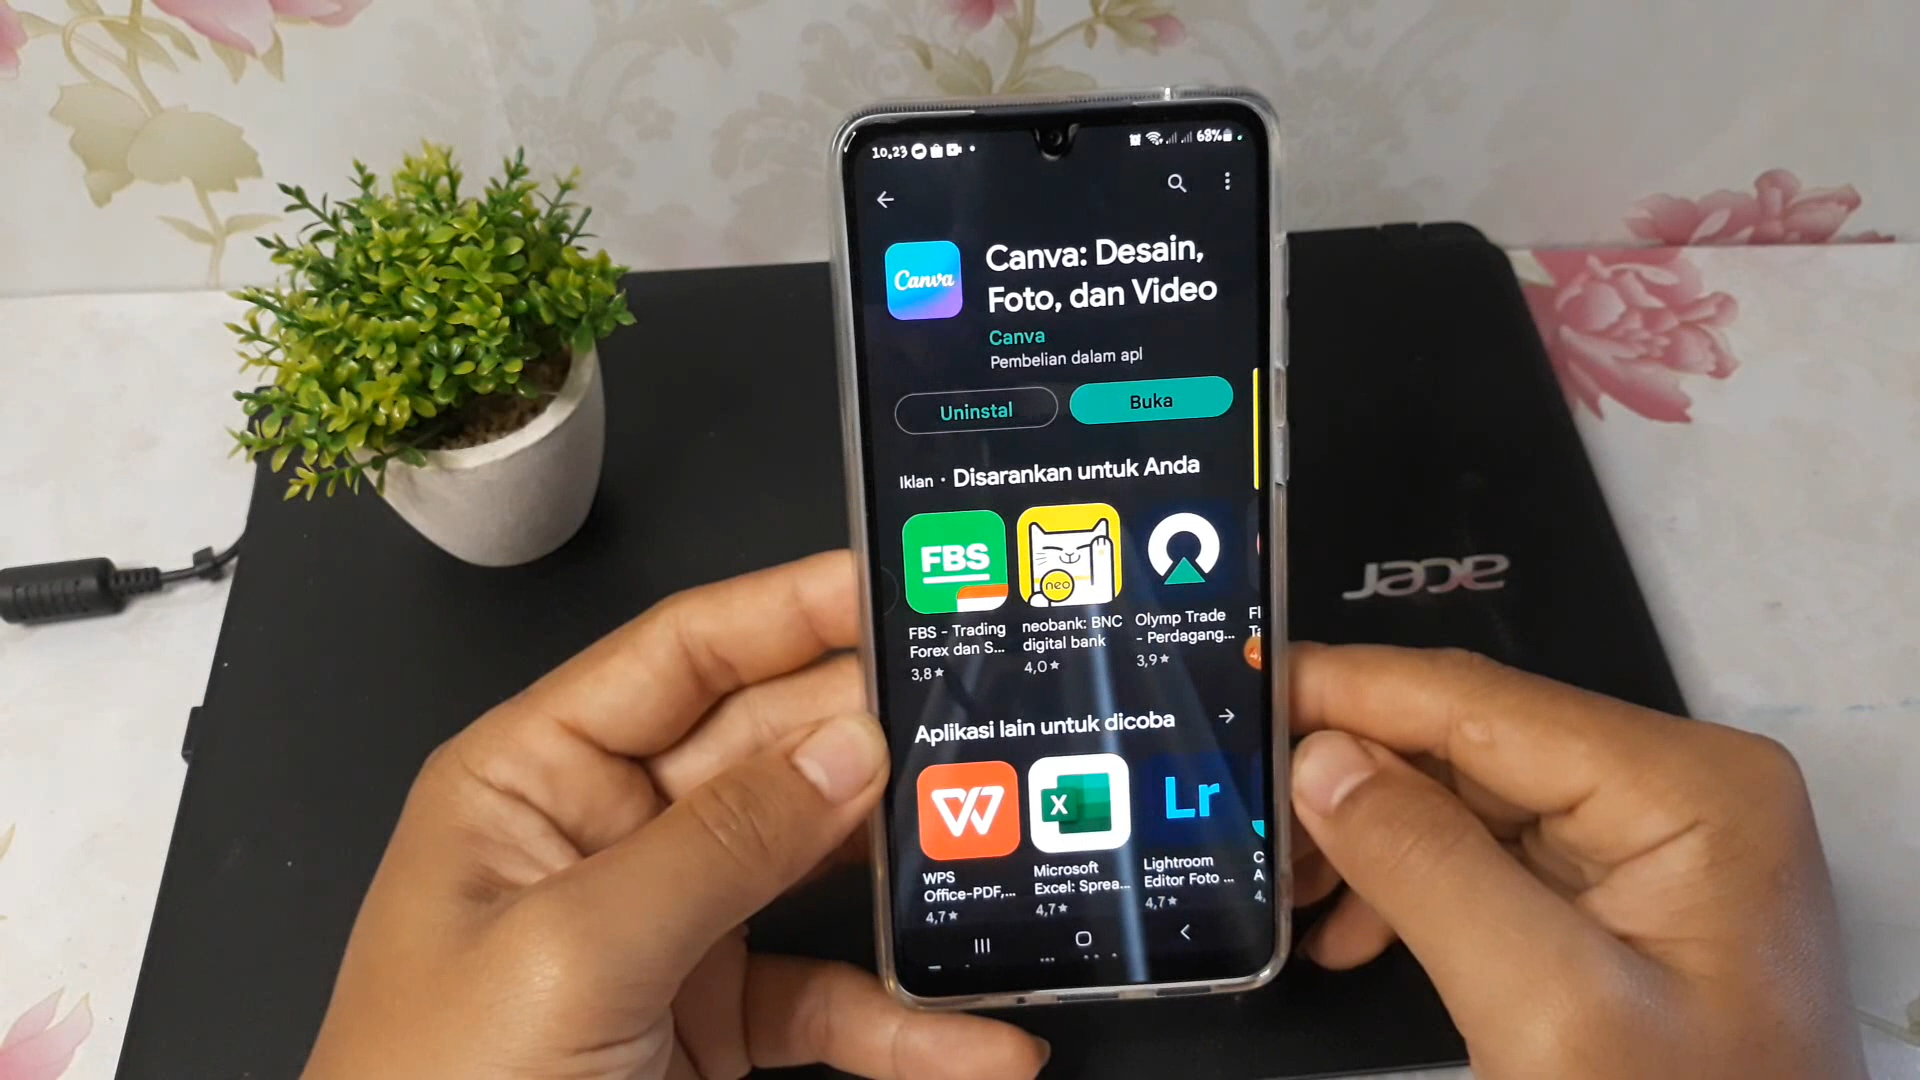 10.23
68%
Canva
Canva: Desain,
Foto, dan Video
Canva
Pembelian dalam apl
Uninstal
Buka
Iklan · Disarankan untuk Anda
FBS
neo
FBS - Trading
Forex dan S...
3,8★
neobank: BNC
digital bank
4,0★
Olymp Trade
- Perdagang...
3,9★
Aplikasi lain untuk dicoba
W
X
Lr
WPS
Office-PDF,...
4,7★
Microsoft
Excel: Sprea...
4,7★
Lightroom
Editor Foto ...
4,7★
acer